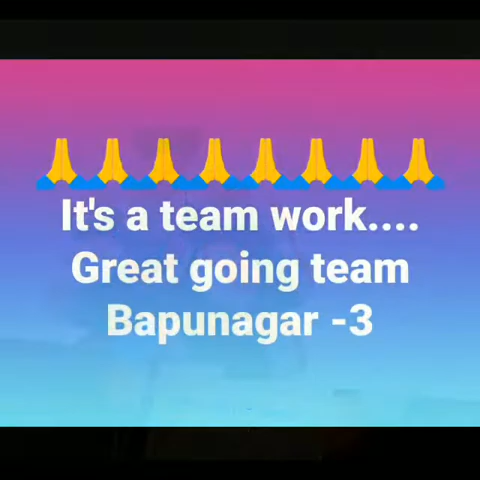 🙏🙏🙏🙏🙏🙏🙏🙏
It's a team work....
Great going team
Bapunagar -3